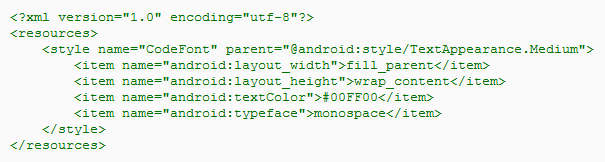 <?xml version="1.0" encoding="utf-8"?>
<resources>
    <style name="CodeFont" parent="@android:style/TextAppearance.Medium">
        <item name="android:layout_width">fill_parent</item>
        <item name="android:layout_height">wrap_content</item>
        <item name="android:textColor">#00FF00</item>
        <item name="android:typeface">monospace</item>
    </style>
</resources>